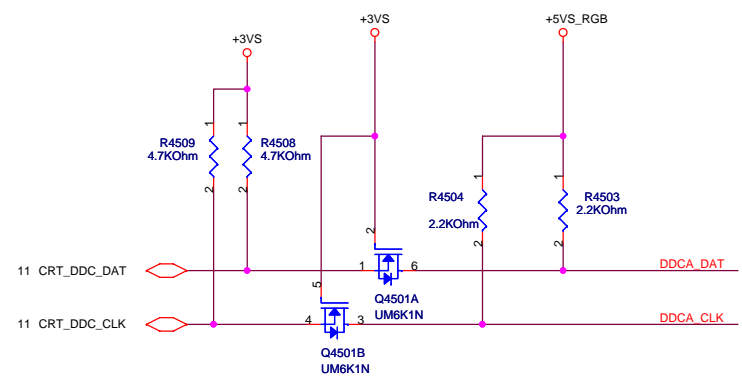 +3VS
+3VS
+5VS_RGB
1
1
R4509
4.7KOhm
R4508
4.7KOhm
2
2
1
1
R4504
2.2KOhm
R4503
2.2KOhm
2
2
2
11 CRT_DDC_DAT
1
6
DDCA_DAT
Q4501A
UM6K1N
5
11 CRT_DDC_CLK
4
3
DDCA_CLK
Q4501B
UM6K1N